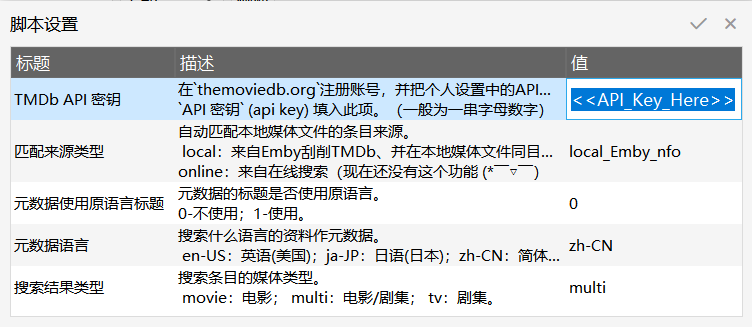 脚本设置
标题 描述 值
TMDb API 密钥
在`themoviedb.org`注册账号，并把个人设置中的API...
`API 密钥` (api key) 填入此项。（一般为一串字母数字）
<<API_Key_Here>>
匹配来源类型
自动匹配本地媒体文件的条目来源。
local：来自Emby刮削TMDb、并在本地媒体文件同目...
online：来自在线搜索（现在还没有这个功能 (*￣▽￣）
local_Emby_nfo
元数据使用原语言标题
元数据的标题是否使用原语言。
0-不使用；1-使用。
0
元数据语言
搜索什么语言的资料作元数据。
en-US：英语(美国)；ja-JP：日语(日本)；zh-CN：简体...
zh-CN
搜索结果类型
搜索条目的媒体类型。
movie：电影； multi：电影/剧集； tv：剧集。
multi